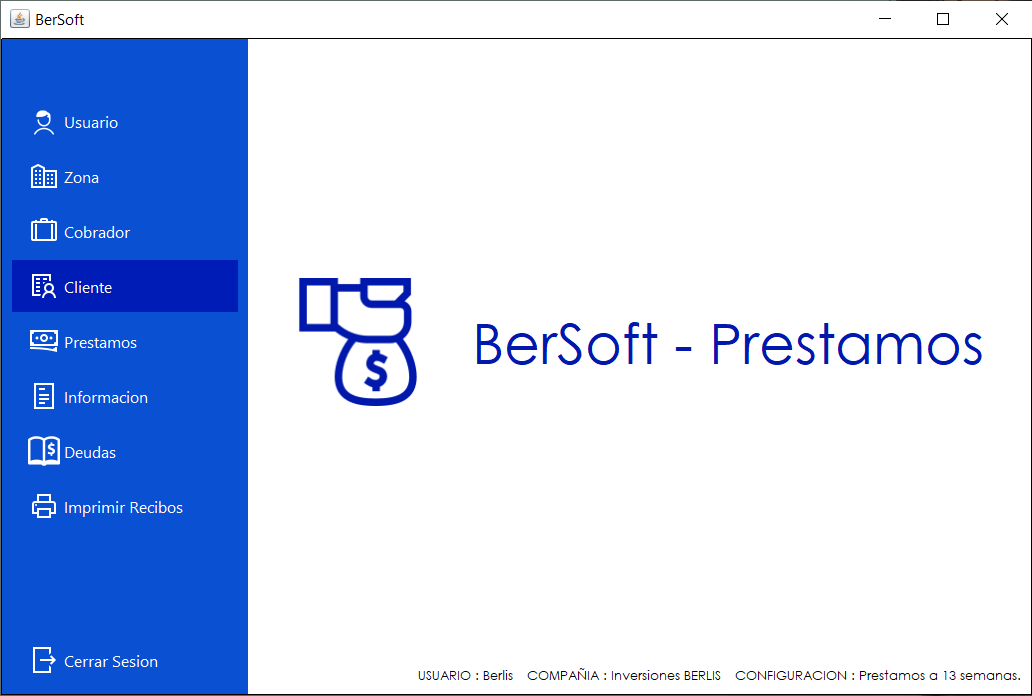 BerSoft
Usuario
Zona
Cobrador
Cliente
Prestamos
Informacion
Deudas
Imprimir Recibos
Cerrar Sesion
$
BerSoft - Prestamos
USUARIO : Berlis COMPAÑIA : Inversiones BERLIS CONFIGURACION : Prestamos a 13 semanas.